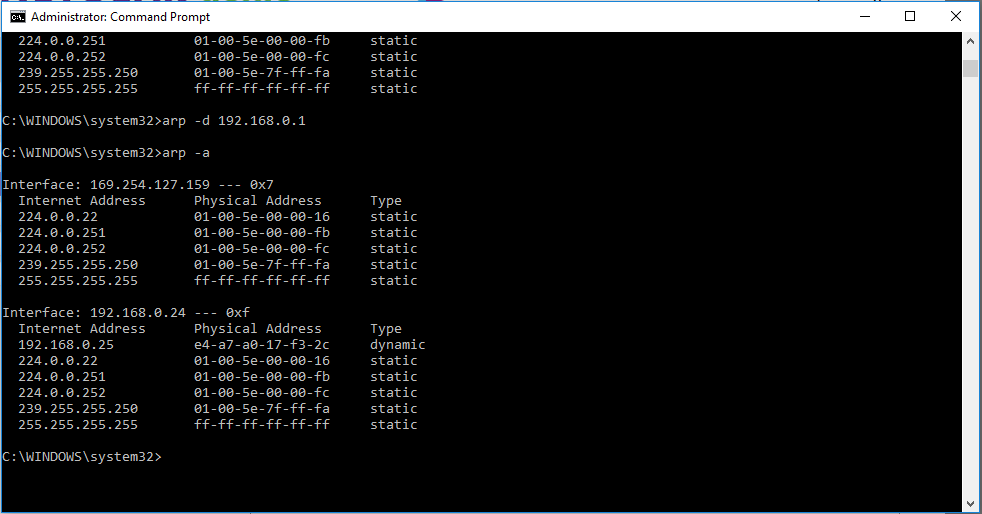 Administrator: Command Prompt
224.0.0.251 01-00-5e-00-00-fb static
224.0.0.252 01-00-5e-00-00-fc static
239.255.255.250 01-00-5e-7f-ff-fa static
255.255.255.255 ff-ff-ff-ff-ff-ff static
C:\WINDOWS\system32>arp -d 192.168.0.1
C:\WINDOWS\system32>arp -a
Interface: 169.254.127.159 --- 0x7
Internet Address Physical Address Type
224.0.0.22 01-00-5e-00-00-16 static
224.0.0.251 01-00-5e-00-00-fb static
224.0.0.252 01-00-5e-00-00-fc static
239.255.255.250 01-00-5e-7f-ff-fa static
255.255.255.255 ff-ff-ff-ff-ff-ff static
Interface: 192.168.0.24 --- 0xf
Internet Address Physical Address Type
192.168.0.25 e4-a7-a0-17-f3-2c dynamic
224.0.0.22 01-00-5e-00-00-16 static
224.0.0.251 01-00-5e-00-00-fb static
224.0.0.252 01-00-5e-00-00-fc static
239.255.255.250 01-00-5e-7f-ff-fa static
255.255.255.255 ff-ff-ff-ff-ff-ff static
C:\WINDOWS\system32>